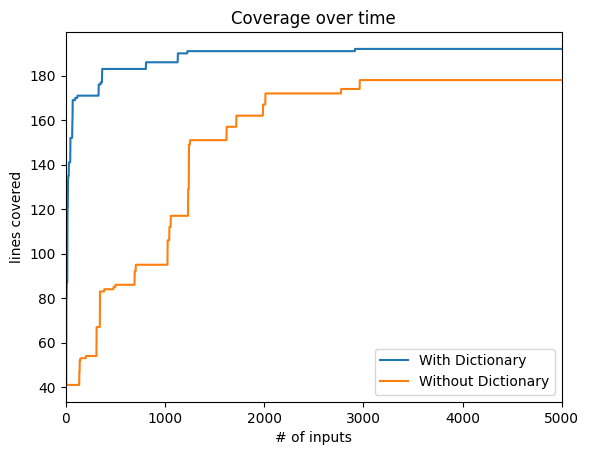 Coverage over time
lines covered
180
160
140
120
100
80
60
40
0 1000 2000 3000 4000 5000
# of inputs
With Dictionary
Without Dictionary